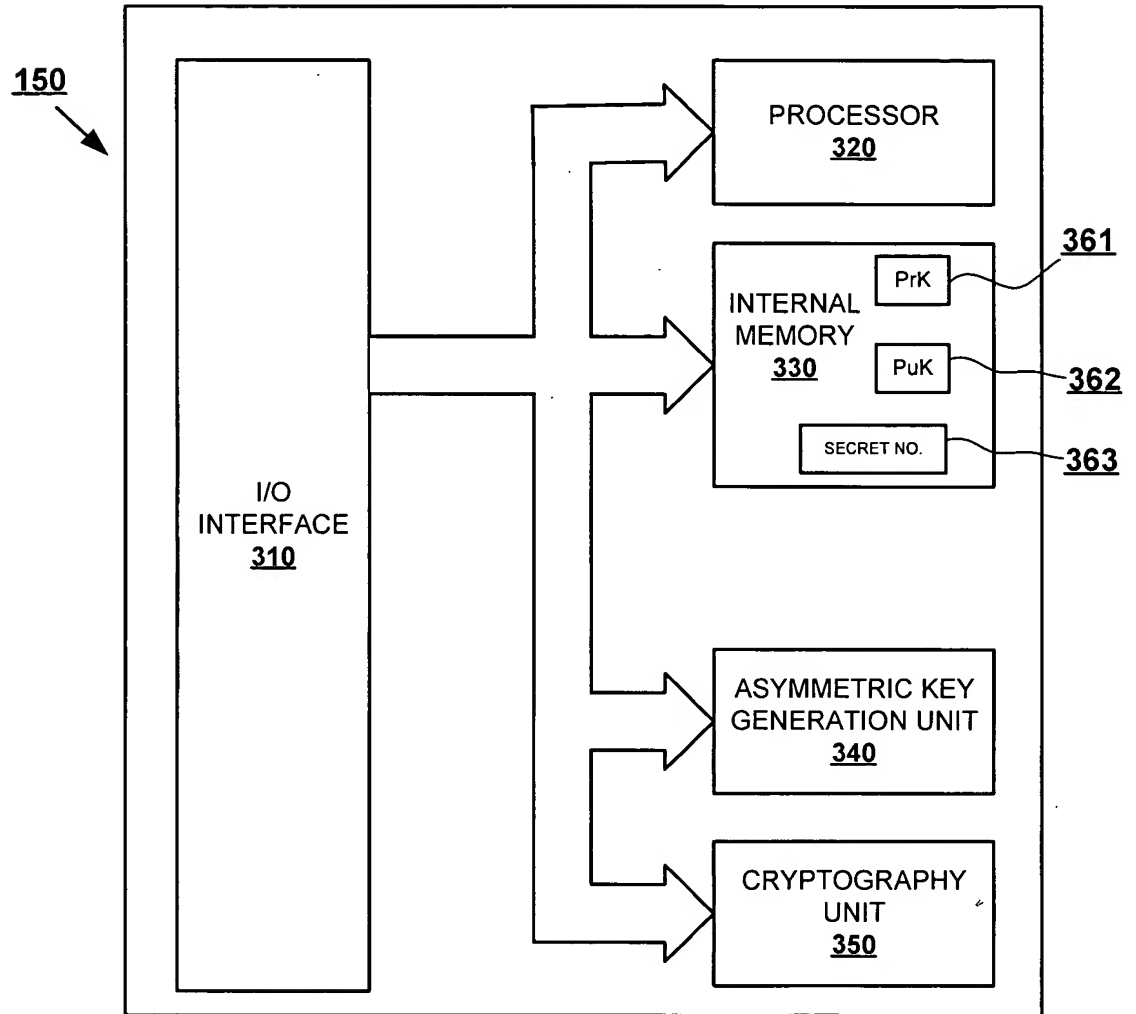 150
I/O
INTERFACE
310
PROCESSOR
320
INTERNAL
MEMORY
330
PrK
361
PuK
362
SECRET NO.
363
ASYMMETRIC KEY
GENERATION UNIT
340
CRYPTOGRAPHY
UNIT
350